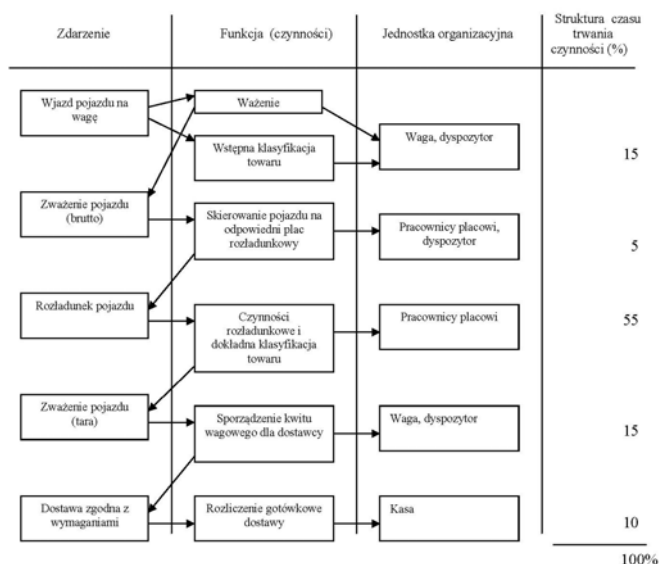 Zdarzenie
Funkcja (czynności)
Jednostka organizacyjna
Struktura czasu
trwania
czynności (%)
Wjazd pojazdu na
wagę
Ważenie
Wstępna klasyfikacja
towaru
Waga, dyspozytor
15
Zważenie pojazdu
(brutto)
Skierowanie pojazdu na
odpowiedni plac
rozładunkowy
Pracownicy placowi,
dyspozytor
5
Rozładunek pojazdu
Czynności
rozładunkowe i
dokładna klasyfikacja
towaru
Pracownicy placowi
55
Zważenie pojazdu
(tara)
Sporządzenie kwitu
wagowego dla dostawcy
Waga, dyspozytor
15
Dostawa zgodna z
wymaganiami
Rozliczenie gotówkowe
dostawy
Kasa
10
100%